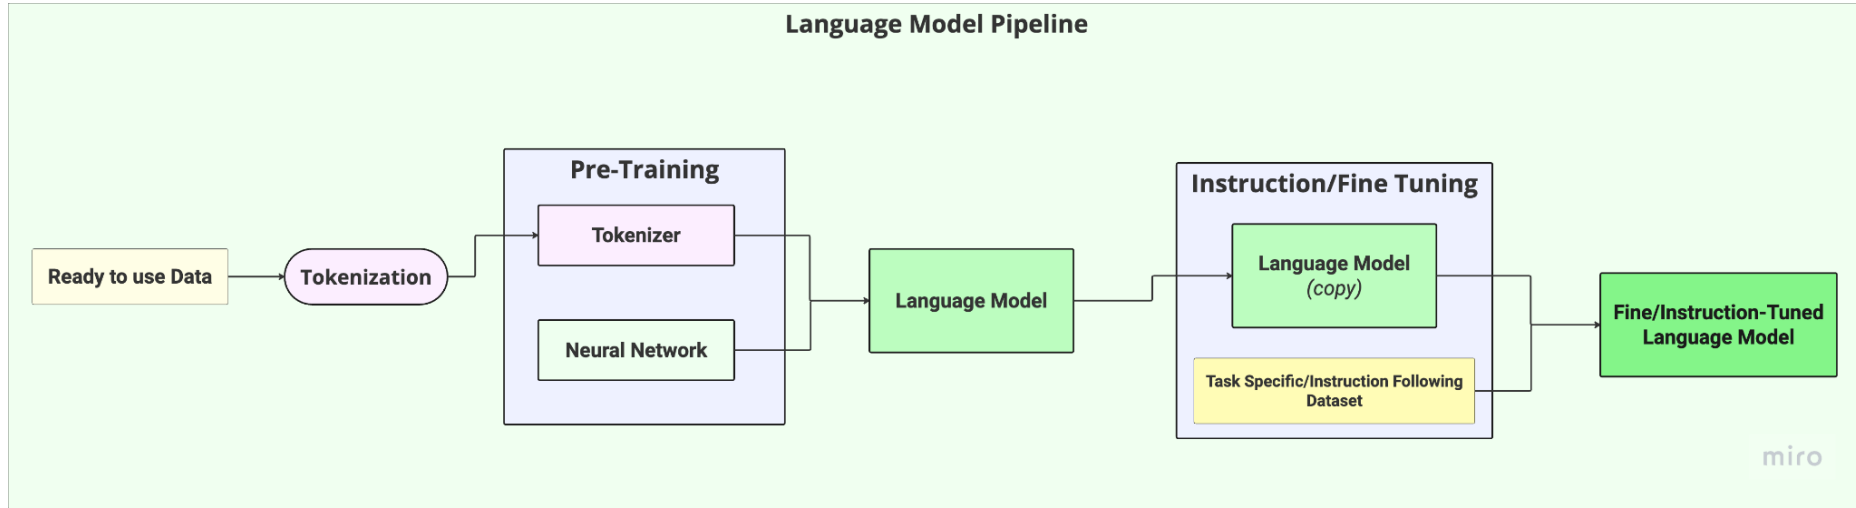 Language Model Pipeline
Ready to use Data
Tokenization
Pre-Training
Tokenizer
Neural Network
Language Model
Instruction/Fine Tuning
Language Model
(copy)
Task Specific/Instruction Following
Dataset
Fine/Instruction-Tuned
Language Model
miro